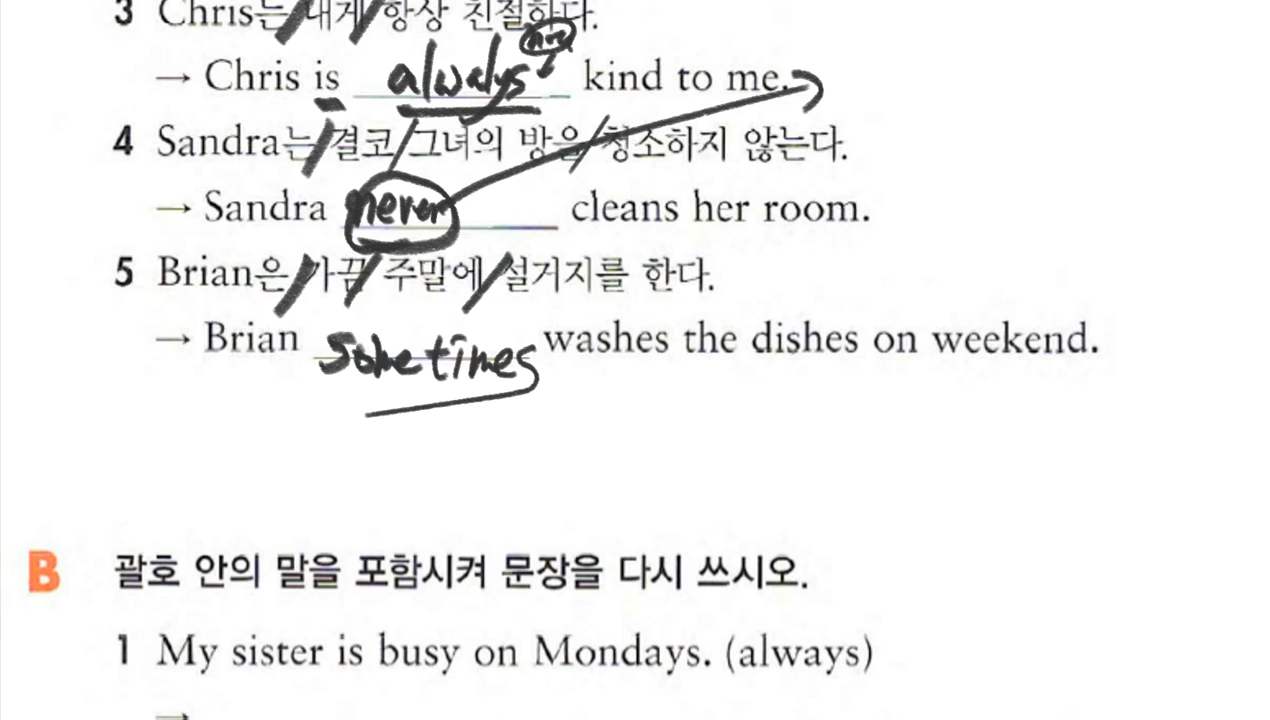 3 Chris는 내게 항상 친절하다.
→ Chris is always kind to me.
4 Sandra는 결코 그녀의 방을 청소하지 않는다.
→ Sandra never cleans her room.
5 Brian은 가끔 주말에 설거지를 한다.
→ Brian sometimes washes the dishes on weekend.
B 괄호 안의 말을 포함시켜 문장을 다시 쓰시오.
1 My sister is busy on Mondays. (always)
→